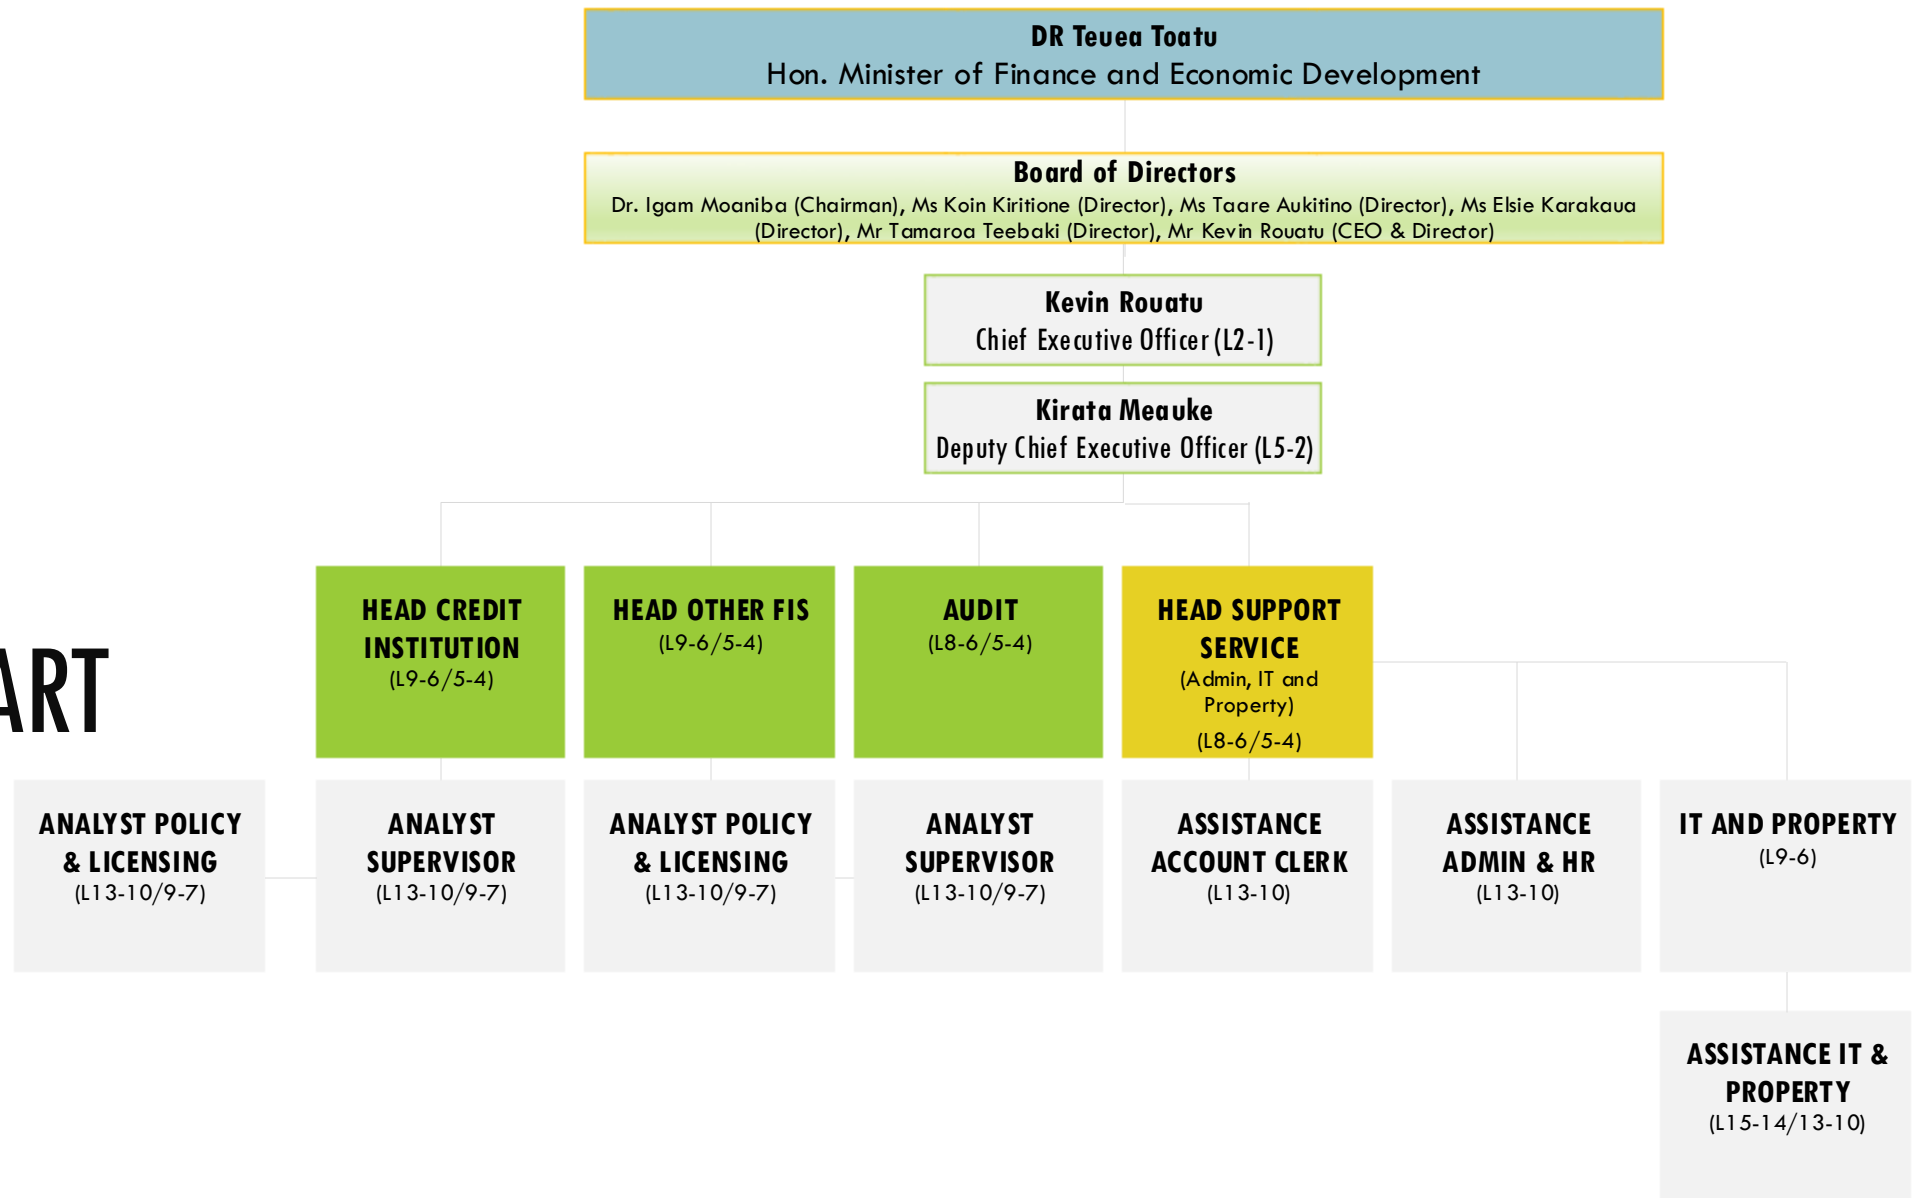 DR Teuea Toatu
Hon. Minister of Finance and Economic Development
Board of Directors
Dr. Igam Moaniba (Chairman), Ms Koin Kiritione (Director), Ms Taare Aukitino (Director), Ms Elsie Karakaua
(Director), Mr Tamaroa Teebaki (Director), Mr Kevin Rouatu (CEO & Director)
Kevin Rouatu
Chief Executive Officer (L2-1)
Kirata Meauke
Deputy Chief Executive Officer (L5-2)
HEAD CREDIT
INSTITUTION
(L9-6/5-4)
HEAD OTHER FIS
(L9-6/5-4)
AUDIT
(L8-6/5-4)
HEAD SUPPORT
SERVICE
(Admin, IT and
Property)
(L8-6/5-4)
ART
ANALYST POLICY
& LICENSING
(L13-10/9-7)
ANALYST
SUPERVISOR
(L13-10/9-7)
ANALYST POLICY
& LICENSING
(L13-10/9-7)
ANALYST
SUPERVISOR
(L13-10/9-7)
ASSISTANCE
ACCOUNT CLERK
(L13-10)
ASSISTANCE
ADMIN & HR
(L13-10)
IT AND PROPERTY
(L9-6)
ASSISTANCE IT &
PROPERTY
(L15-14/13-10)